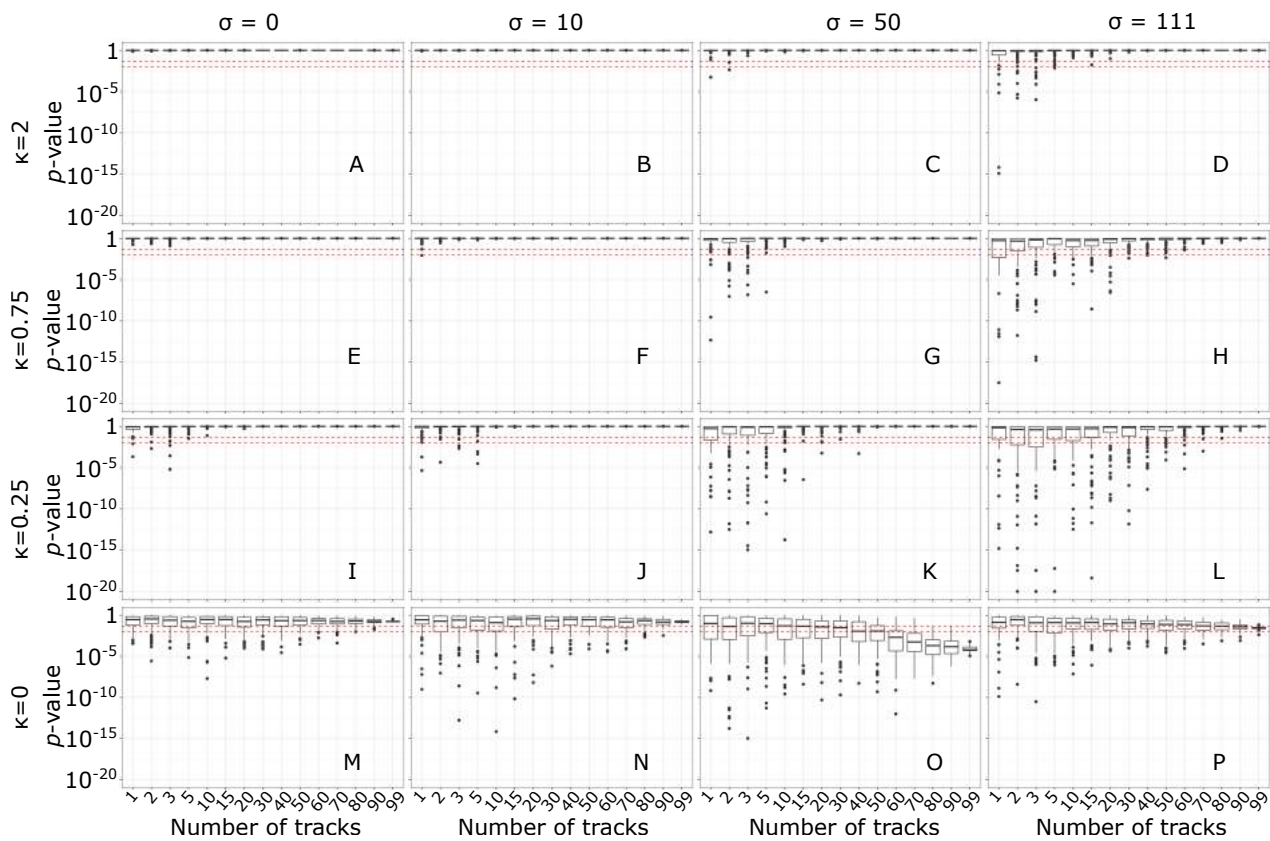 σ = 0 σ = 10 σ = 50 σ = 111
κ=2
p-value
1
10-5
10-10
10-15
10-20
A B C D
κ=0.75
p-value
1
10-5
10-10
10-15
10-20
E F G H
κ=0.25
p-value
1
10-5
10-10
10-15
10-20
I J K L
κ=0
p-value
1
10-5
10-10
10-15
10-20
M N O P
1 2 3 5 10 15 20 30 40 50 60 70 80 90 99 1 2 3 5 10 15 20 30 40 50 60 70 80 90 99 1 2 3 5 10 15 20 30 40 50 60 70 80 90 99 1 2 3 5 10 15 20 30 40 50 60 70 80 90 99
Number of tracks Number of tracks Number of tracks Number of tracks